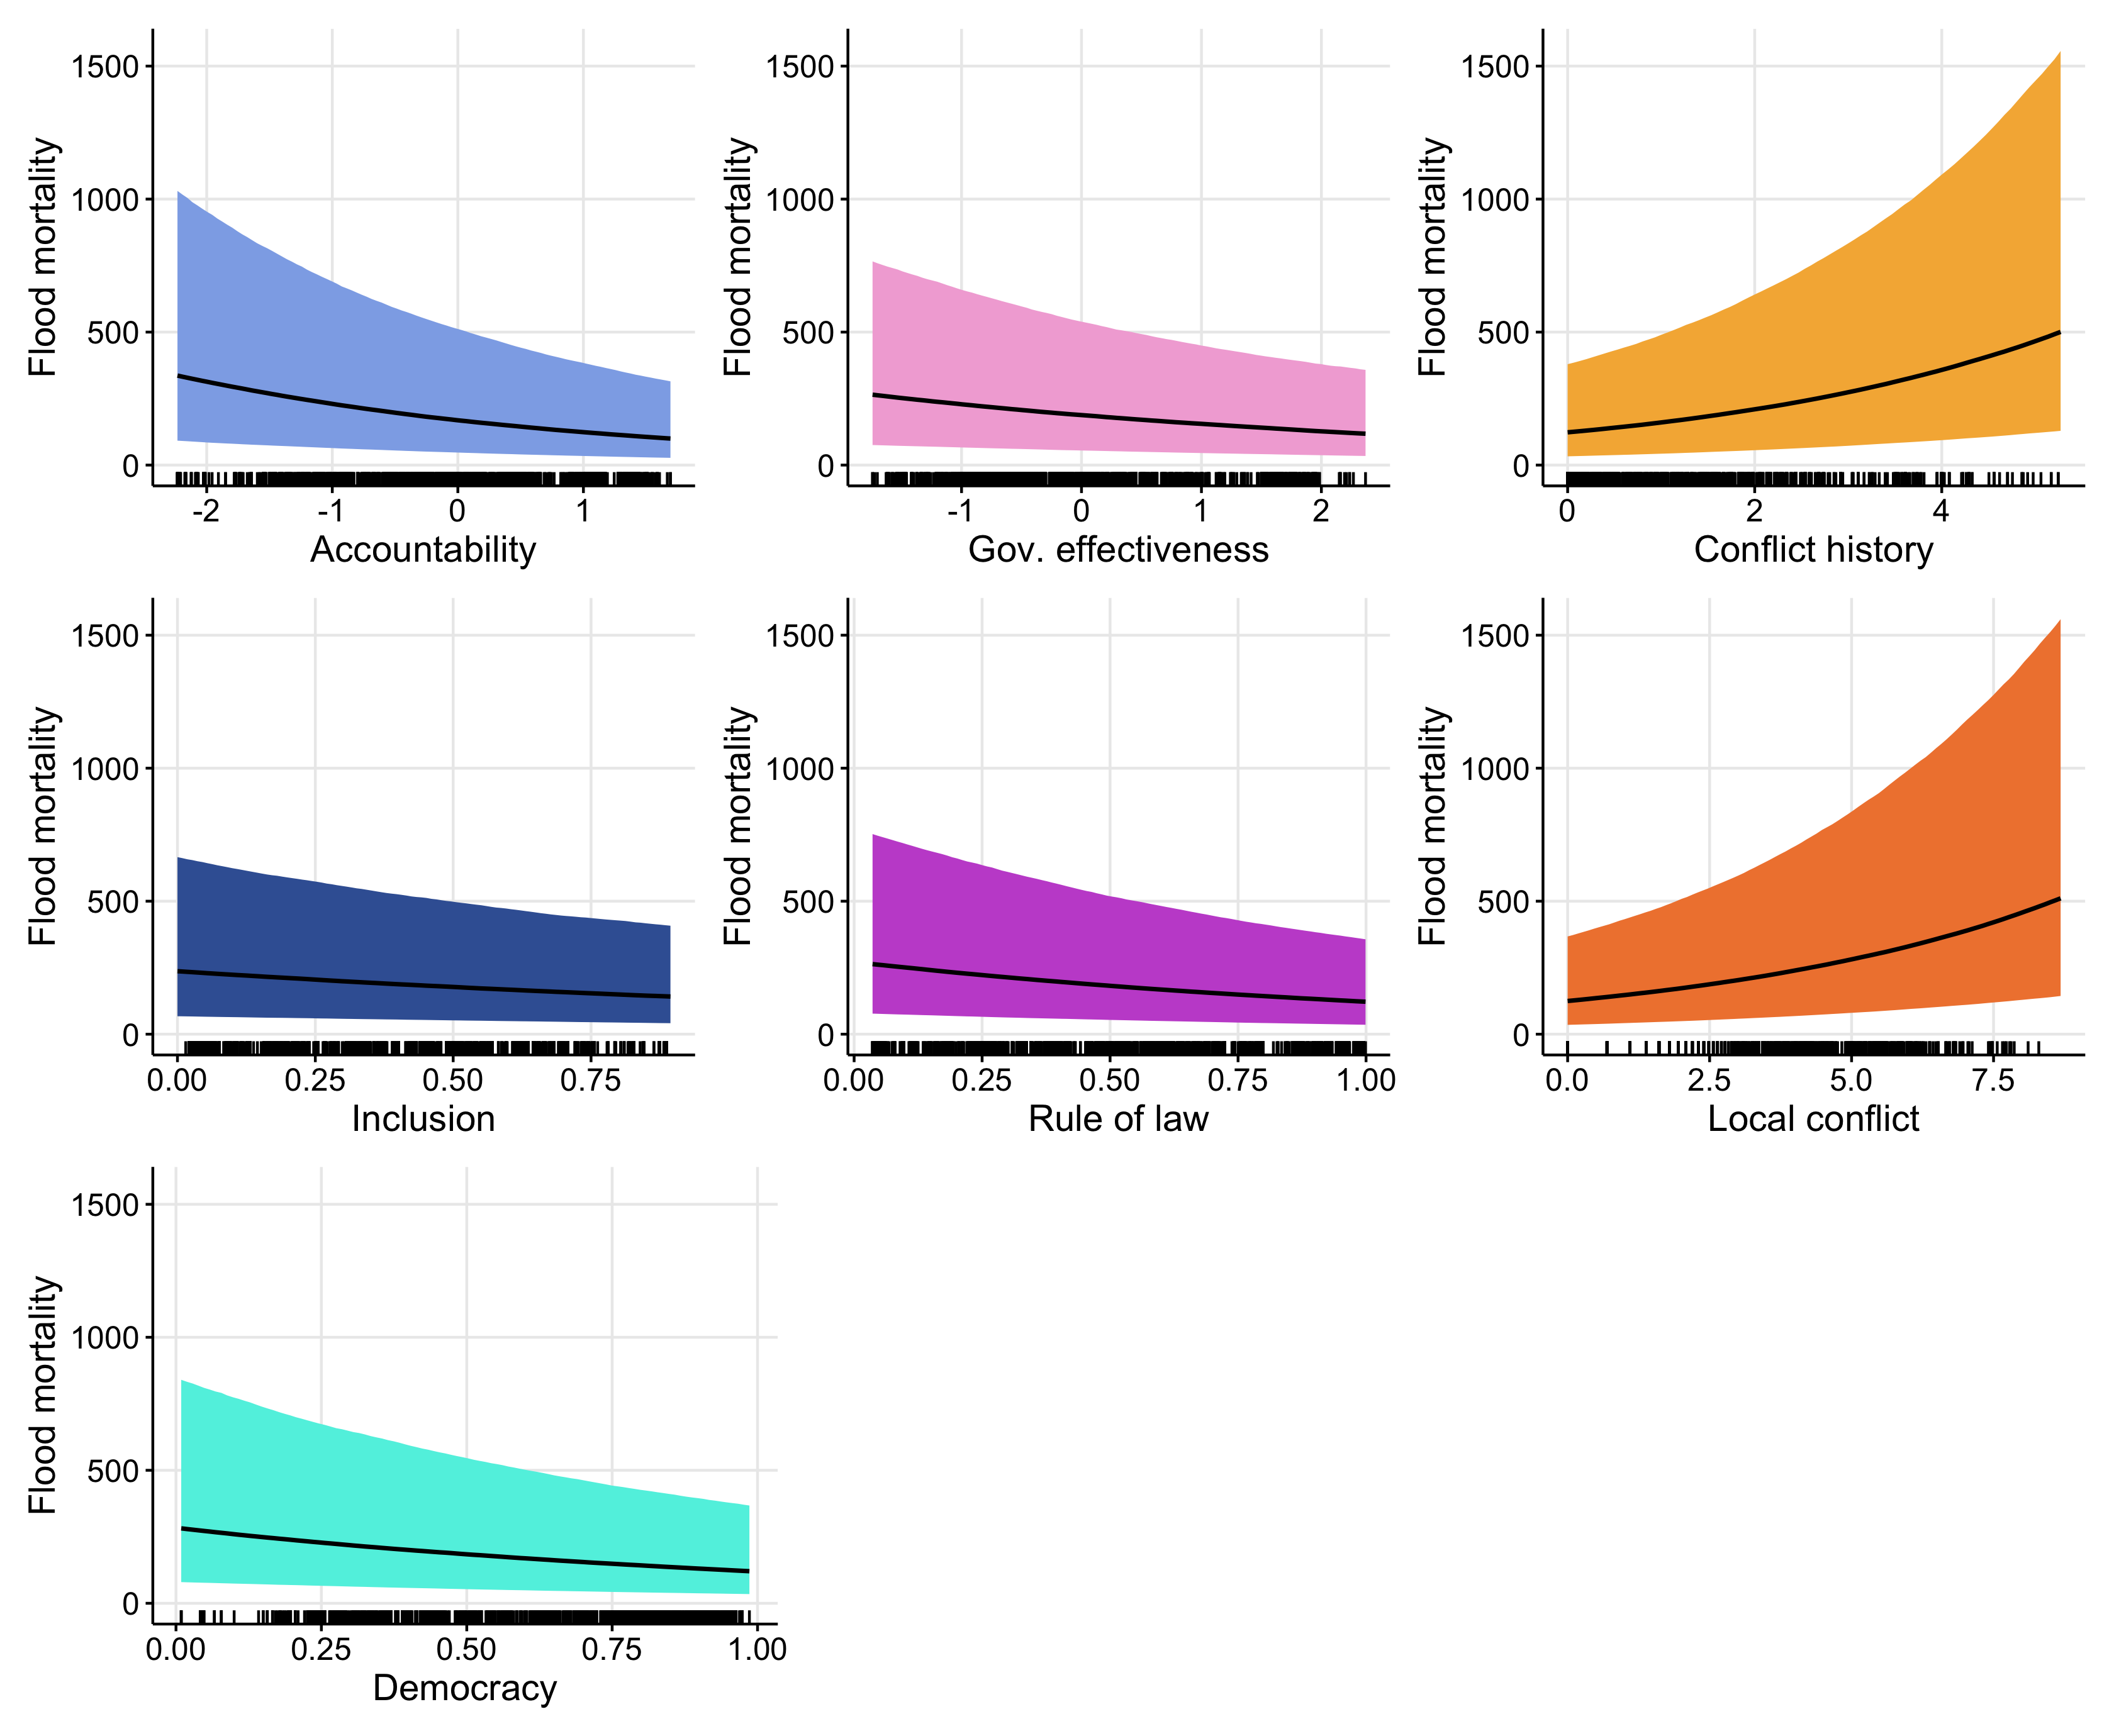 Flood mortality
1500
1000
500
0
-2 -1 0 1
Accountability
Flood mortality
1500
1000
500
0
-1 0 1 2
Gov. effectiveness
Flood mortality
1500
1000
500
0
0 2 4
Conflict history
Flood mortality
1500
1000
500
0
0.00 0.25 0.50 0.75
Inclusion
Flood mortality
1500
1000
500
0
0.00 0.25 0.50 0.75 1.00
Rule of law
Flood mortality
1500
1000
500
0
0.0 2.5 5.0 7.5
Local conflict
Flood mortality
1500
1000
500
0
0.00 0.25 0.50 0.75 1.00
Democracy